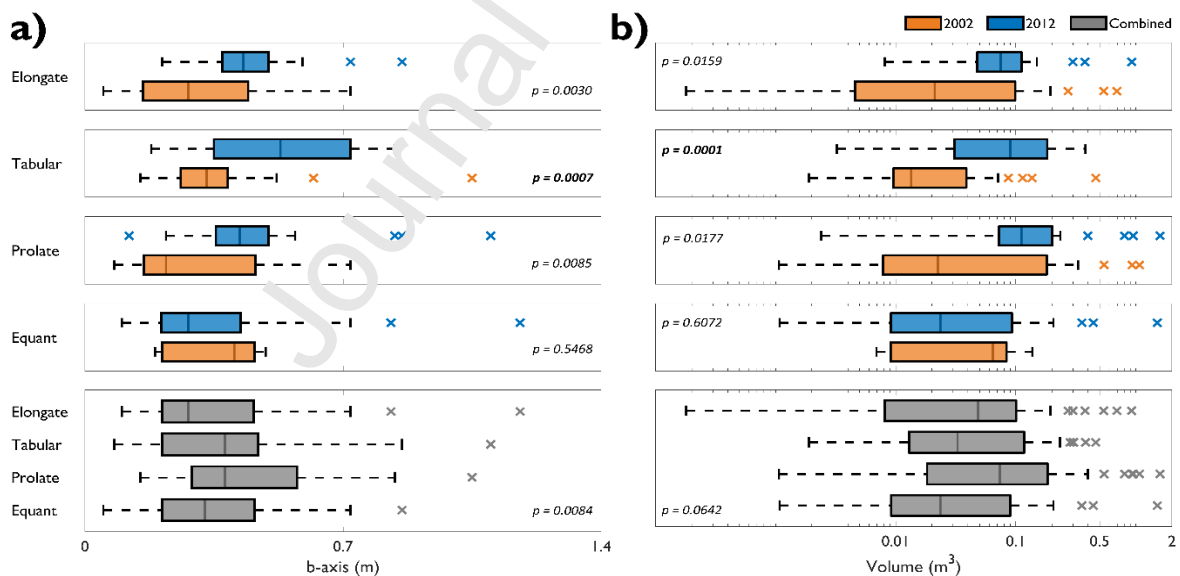 a)
b)
2002 2012 Combined
Elongate
p = 0.0030
p = 0.0159
Tabular
p = 0.0007
p = 0.0001
Prolate
p = 0.0085
p = 0.0177
Equant
p = 0.5468
p = 0.6072
Elongate
Tabular
Prolate
Equant
p = 0.0084
p = 0.0642
0 0.7 1.4
0.01 0.1 0.5 2
b-axis (m)
Volume (m³)
Journal